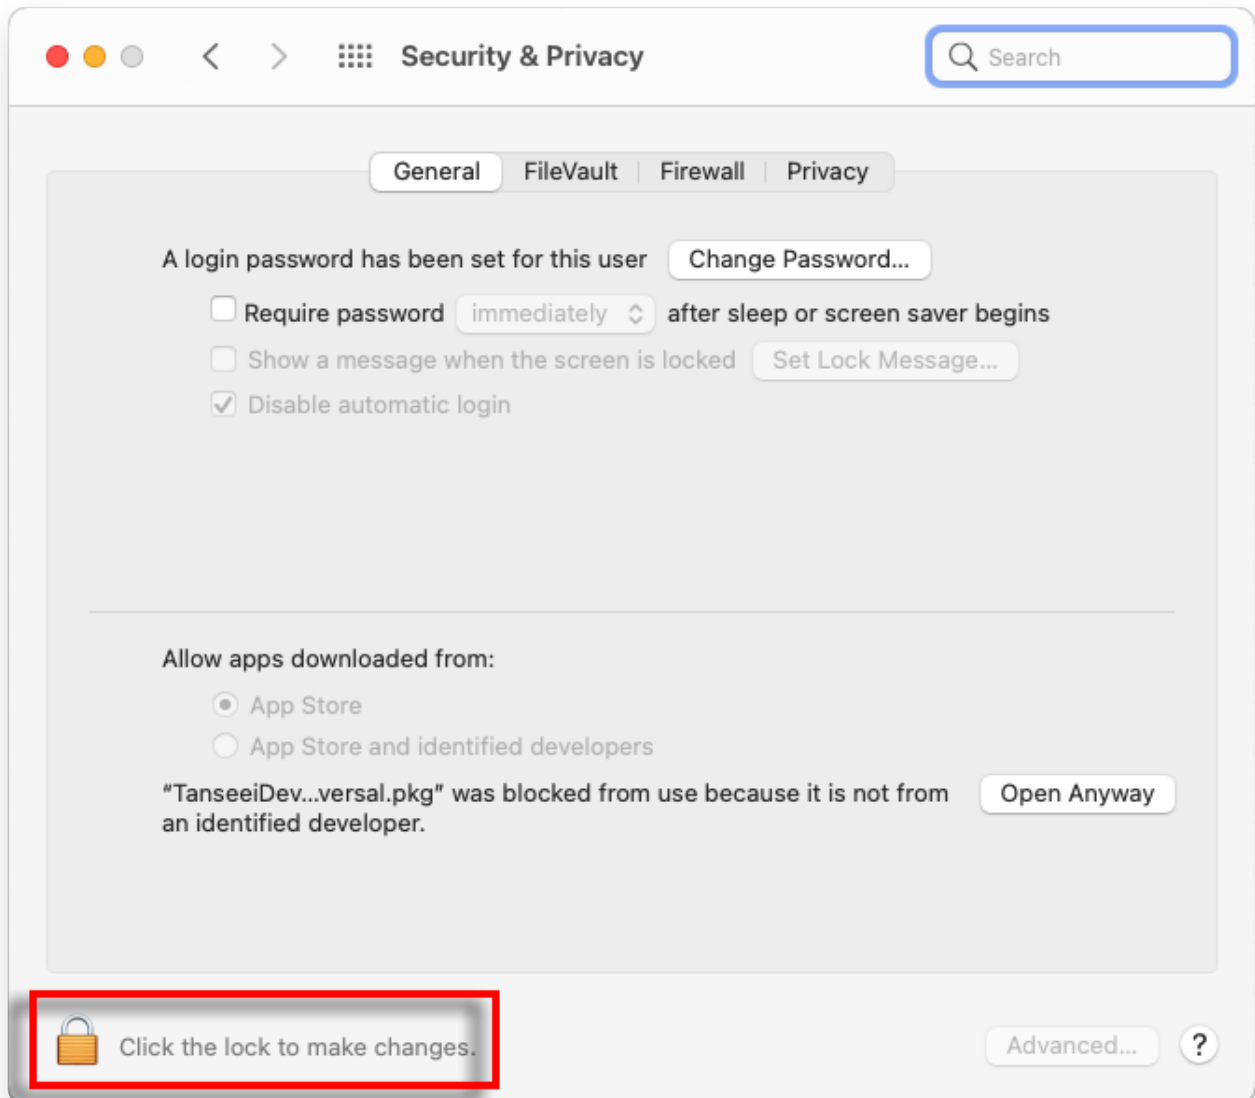 Security & Privacy
Search
General FileVault Firewall Privacy
A login password has been set for this user Change Password...
Require password immediately after sleep or screen saver begins
Show a message when the screen is locked Set Lock Message...
Disable automatic login
Allow apps downloaded from:
App Store
App Store and identified developers
“TanseeiDev...versal.pkg” was blocked from use because it is not from Open Anyway
an identified developer.
Click the lock to make changes. Advanced... ?